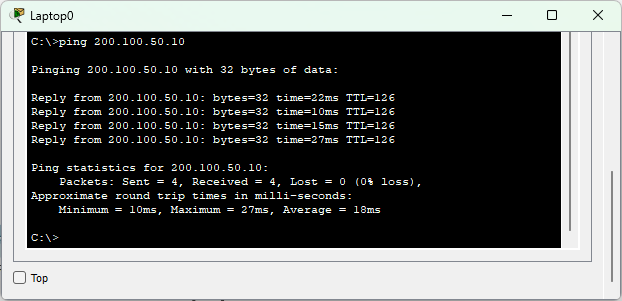 Laptop0
C:\>ping 200.100.50.10
Pinging 200.100.50.10 with 32 bytes of data:
Reply from 200.100.50.10: bytes=32 time=22ms TTL=126
Reply from 200.100.50.10: bytes=32 time=10ms TTL=126
Reply from 200.100.50.10: bytes=32 time=15ms TTL=126
Reply from 200.100.50.10: bytes=32 time=27ms TTL=126
Ping statistics for 200.100.50.10:
    Packets: Sent = 4, Received = 4, Lost = 0 (0% loss),
Approximate round trip times in milli-seconds:
    Minimum = 10ms, Maximum = 27ms, Average = 18ms
C:\>
Top